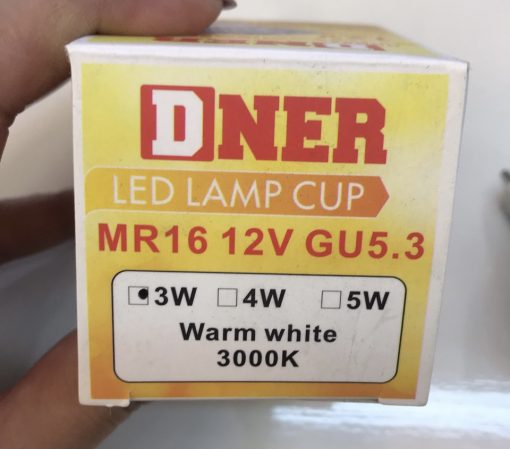 DNER
LED LAMP CUP
MR16 12V GU5.3
3W 4W 5W
Warm white
3000K